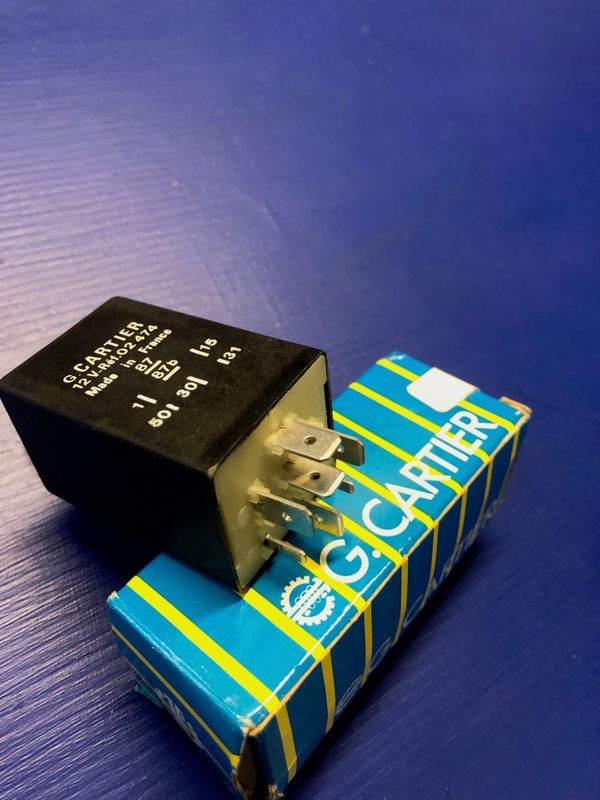 G.CARTIER
12 V-Réf.02 474
Made in France
87
87b
15
31
1
50
30
G.CARTIER
G.CARTIER